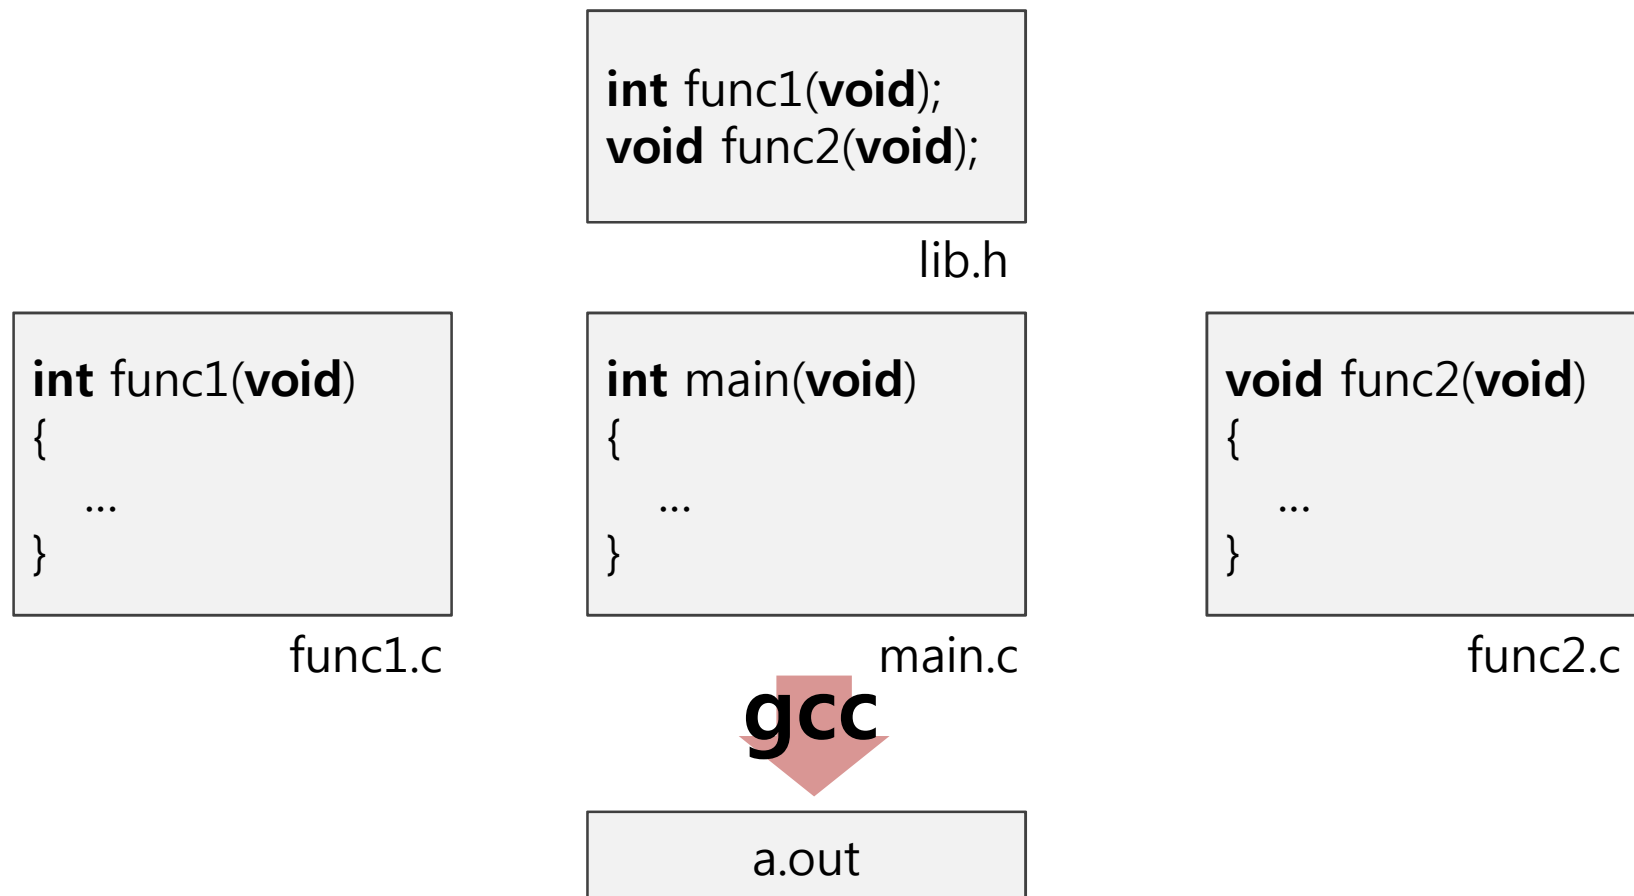 int func1(void);
void func2(void);
lib.h
int func1(void)
{
...
}
func1.c
int main(void)
{
...
}
main.c
void func2(void)
{
...
}
func2.c
gcc
a.out